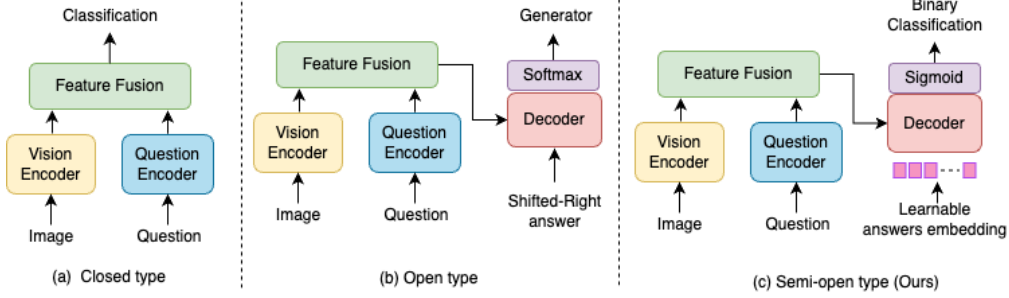 Classification
Feature Fusion
Vision
Encoder
Question
Encoder
Image
Question
(a) Closed type
Generator
Softmax
Feature Fusion
Decoder
Vision
Encoder
Question
Encoder
Image
Question
Shifted-Right
answer
(b) Open type
Binary
Classification
Sigmoid
Feature Fusion
Decoder
Vision
Encoder
Question
Encoder
Image
Question
Learnable
answers embedding
(c) Semi-open type (Ours)